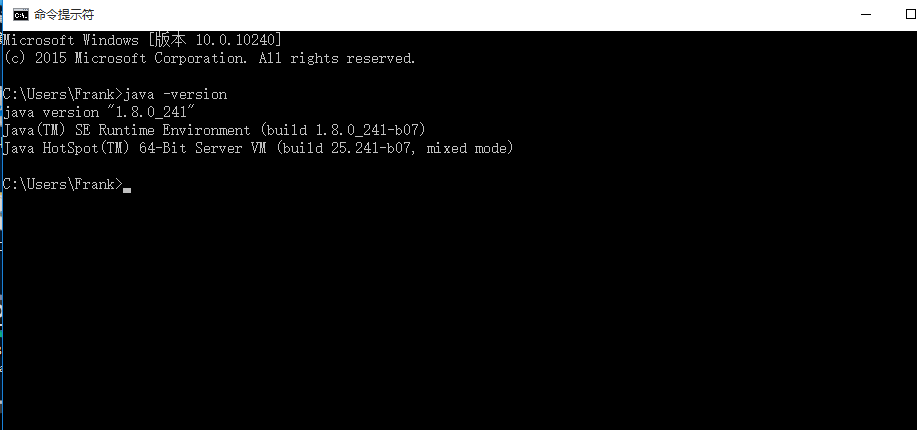 命令提示符
Microsoft Windows [版本 10.0.10240]
(c) 2015 Microsoft Corporation. All rights reserved.
C:\Users\Frank>java -version
java version "1.8.0_241"
Java(TM) SE Runtime Environment (build 1.8.0_241-b07)
Java HotSpot(TM) 64-Bit Server VM (build 25.241-b07, mixed mode)
C:\Users\Frank>